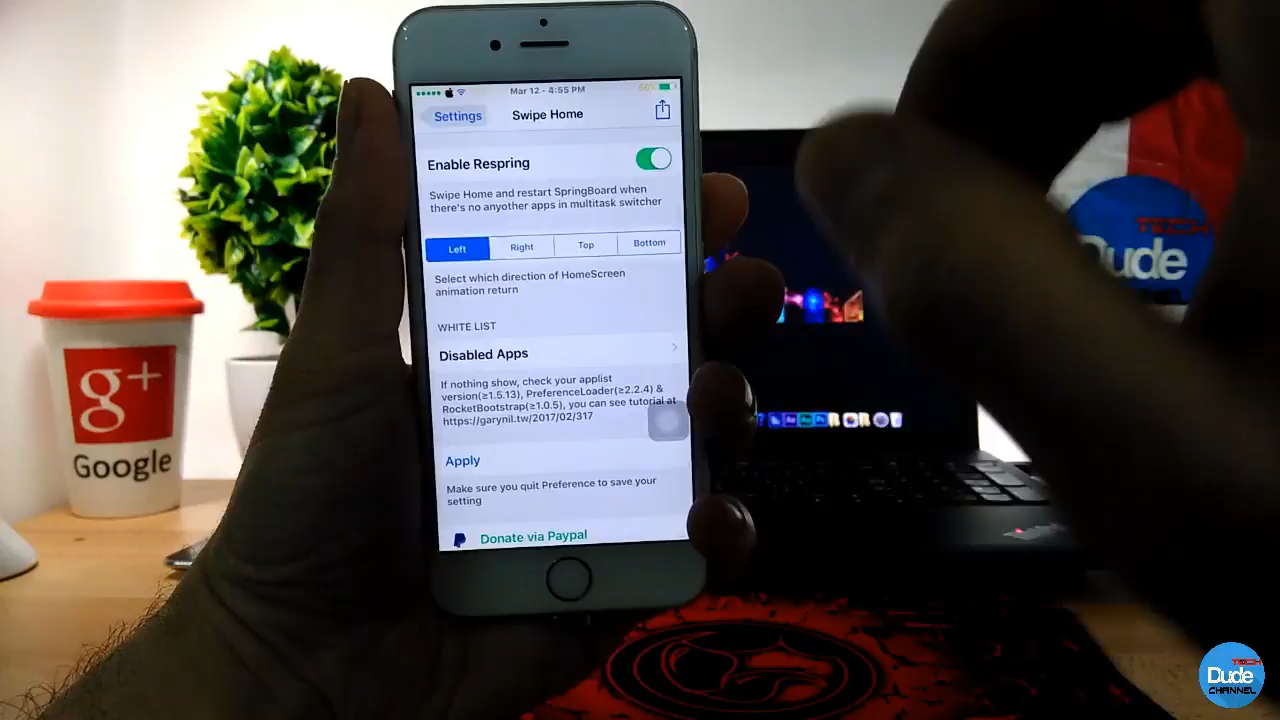 Mar 12 - 4:55 PM
Settings
Swipe Home
Enable Respring
Swipe Home and restart SpringBoard when
there's no anyother apps in multitask switcher
Left
Right
Top
Bottom
Select which direction of HomeScreen
animation return
WHITE LIST
Disabled Apps
If nothing show, check your applist
version(≥1.5.13), PreferenceLoader(≥2.2.4) &
RocketBootstrap(≥1.0.5), you can see tutorial at
https://garynil.tw/2017/02/317
Apply
Make sure you quit Preference to save your
setting
Donate via Paypal
g+
Google
TECH
Dude
TECH
Dude
CHANNEL